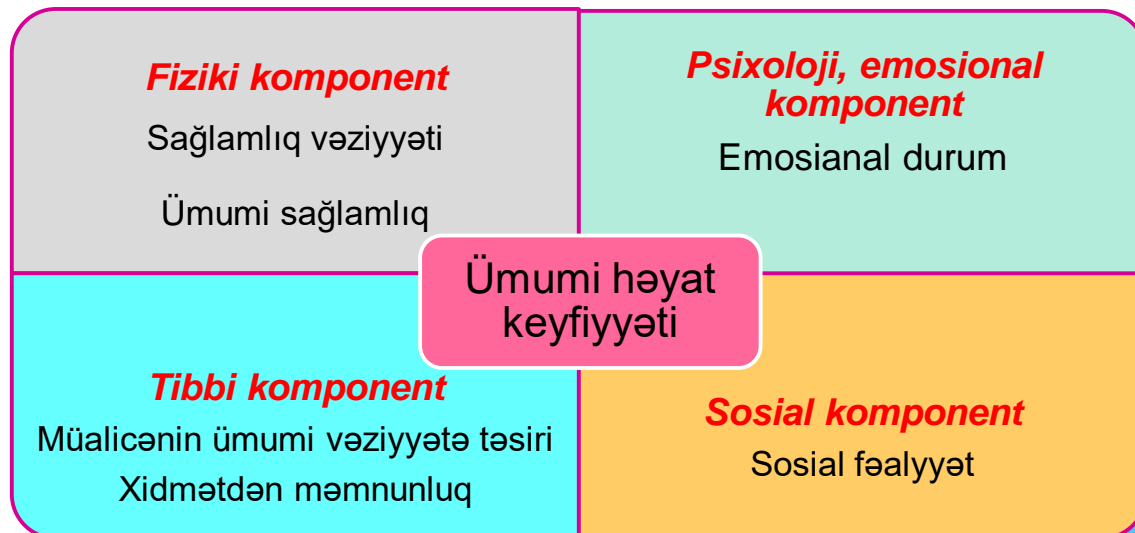 Fiziki komponent
Sağlamlıq vəziyyəti
Ümumi sağlamlıq
Psixoloji, emosional
komponent
Emosianal durum
Ümumi həyat
keyfiyyəti
Tibbi komponent
Müalicənin ümumi vəziyyətə təsiri
Xidmətdən məmnunluq
Sosial komponent
Sosial fəalyyət